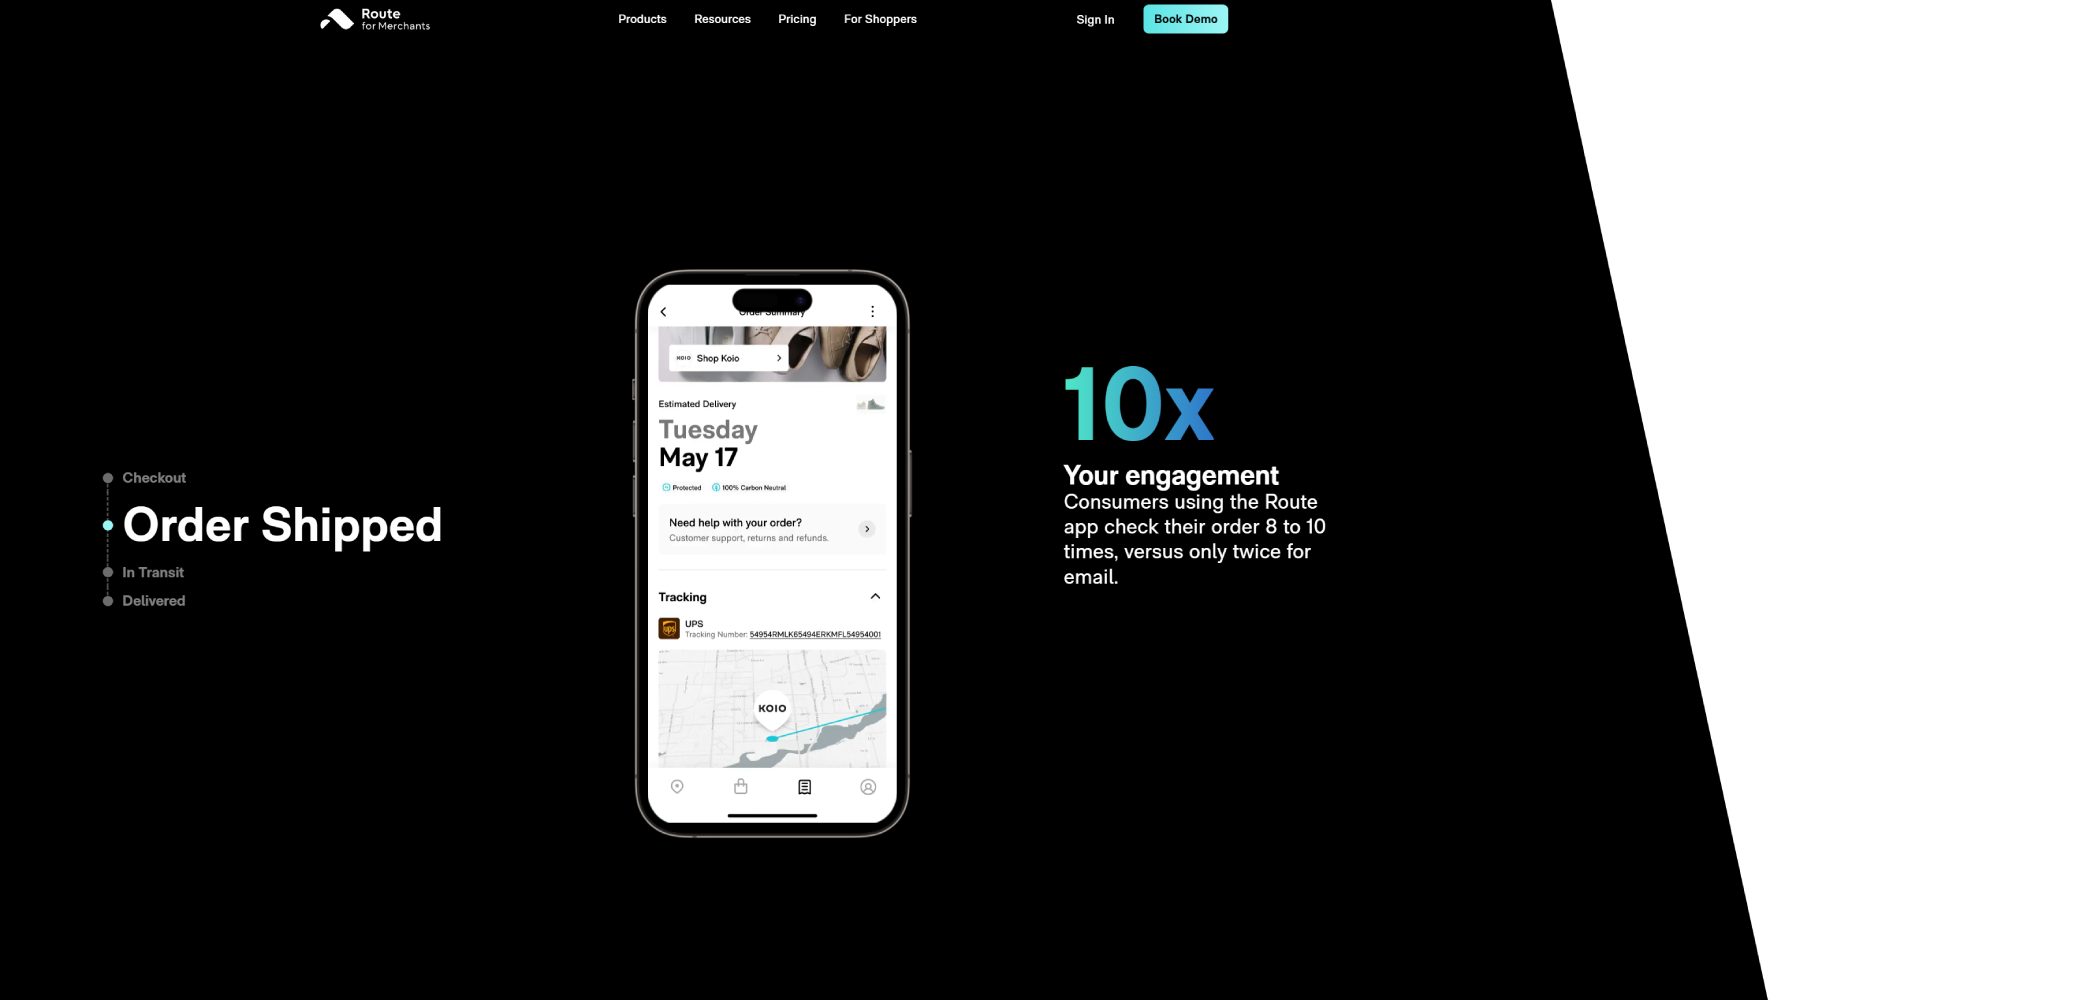 Route
for Merchants
Products
Resources
Pricing
For Shoppers
Sign In
Book Demo
Checkout
Order Shipped
In Transit
Delivered
Order Summary
KOIO
Shop Koio
Estimated Delivery
Tuesday
May 17
Protected
100% Carbon Neutral
Need help with your order?
Customer support, returns and refunds.
Tracking
ups
UPS
Tracking Number: 54954RMLK65494ERKMFL54954001
KOIO
10x
Your engagement
Consumers using the Route
app check their order 8 to 10
times, versus only twice for
email.